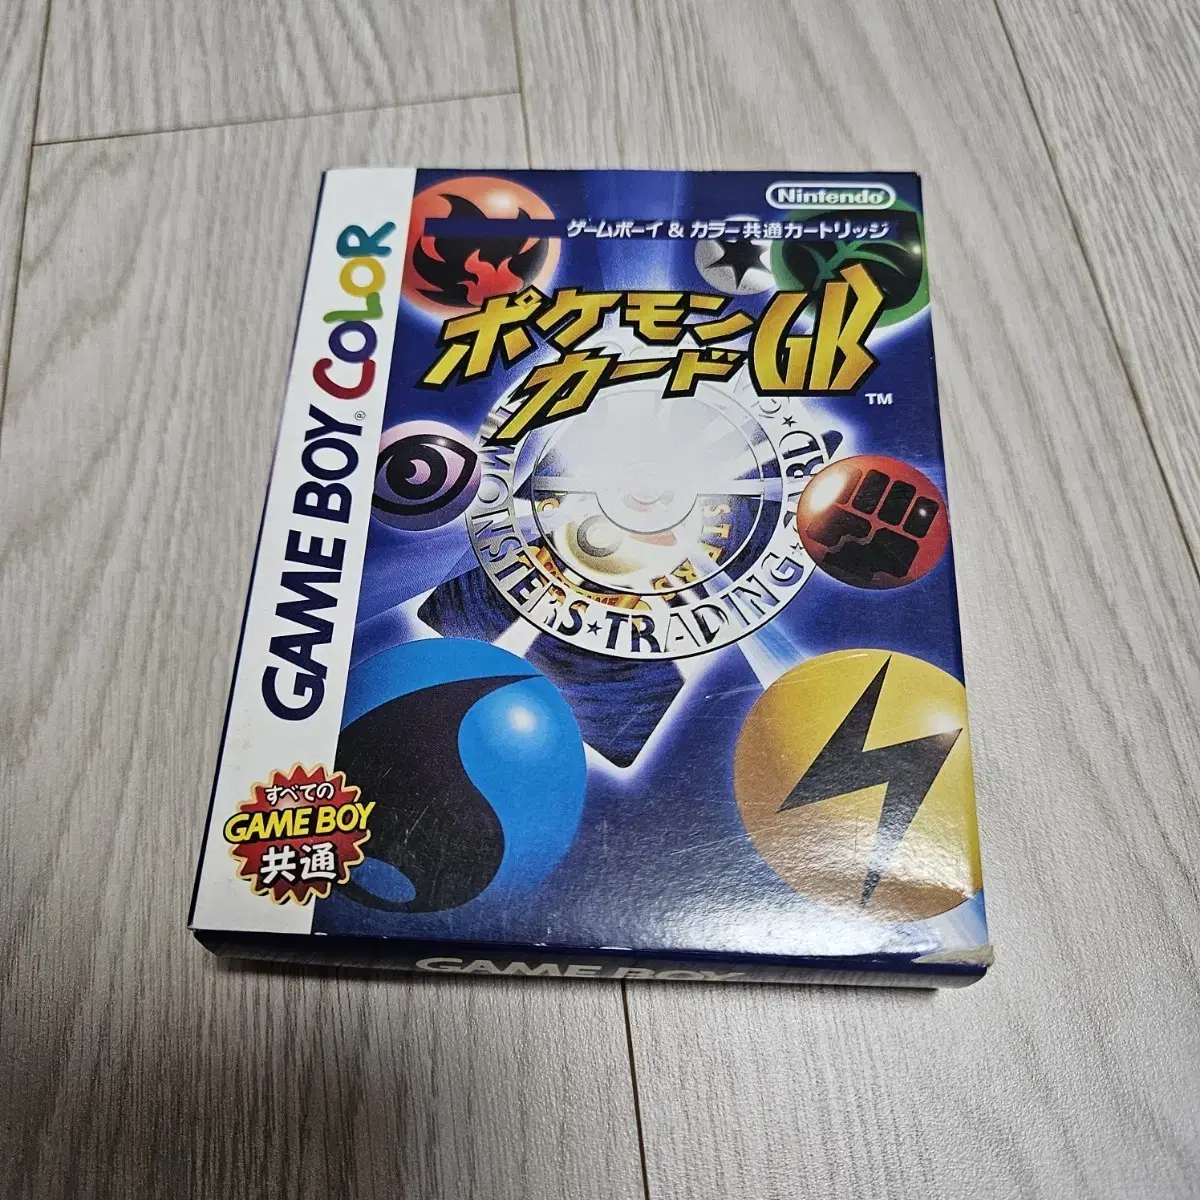 Nintendo
ゲームボーイ & カラー共通カートリッジ
ポケモン
カードGB
TM
GAME BOY® COLOR
MONSTERS★TRADING★CARD
すべての
GAME BOY
共通
GAME BOY